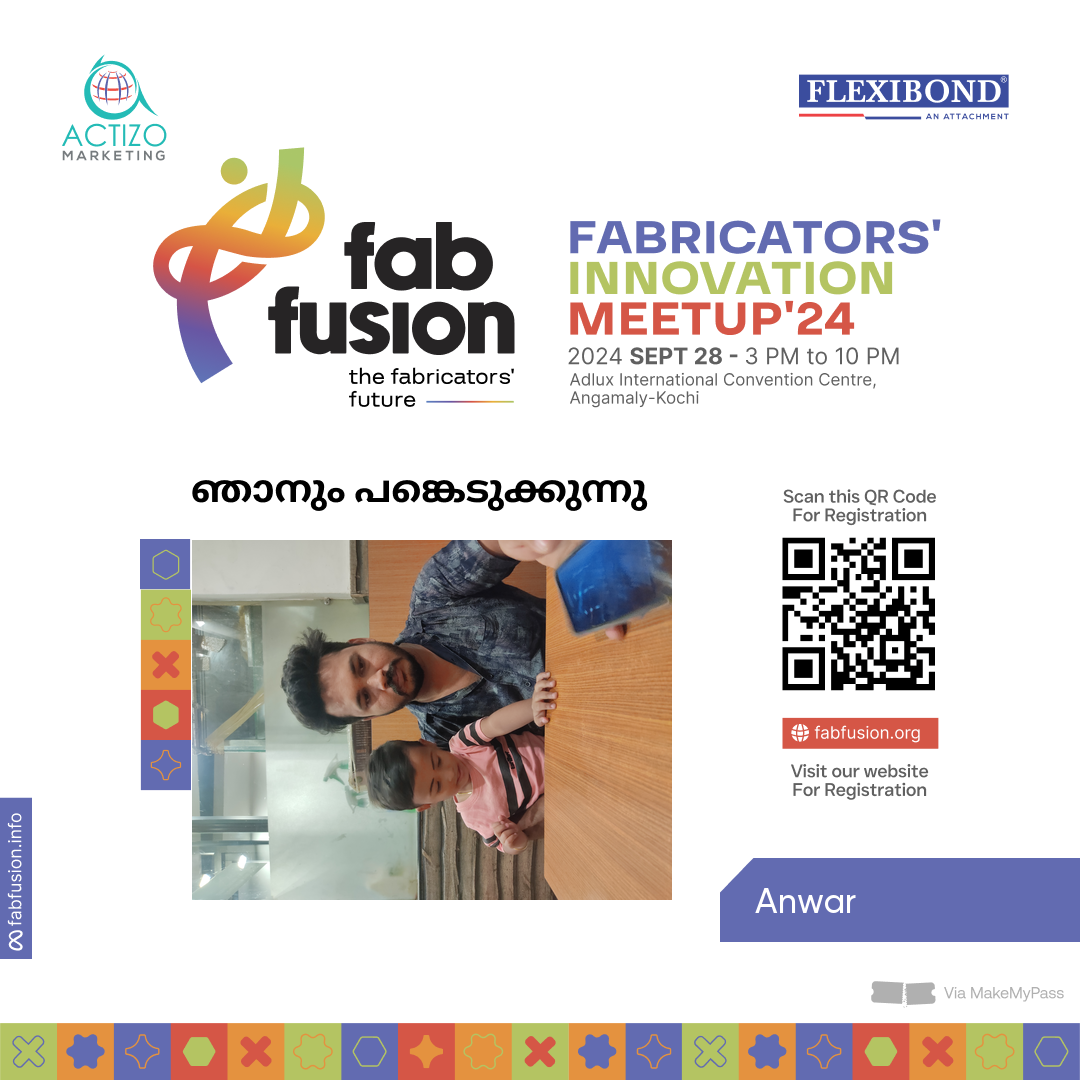 ACTIZO
MARKETING
FLEXIBOND®
AN ATTACHMENT
fab
fusion
the fabricators'
future
FABRICATORS'
INNOVATION
MEETUP'24
2024 SEPT 28 - 3 PM to 10 PM
Adlux International Convention Centre,
Angamaly-Kochi
ഞാനും പങ്കെടുക്കുന്നു
Scan this QR Code
For Registration
fabfusion.org
Visit our website
For Registration
fabfusion.info
Anwar
Via MakeMyPass